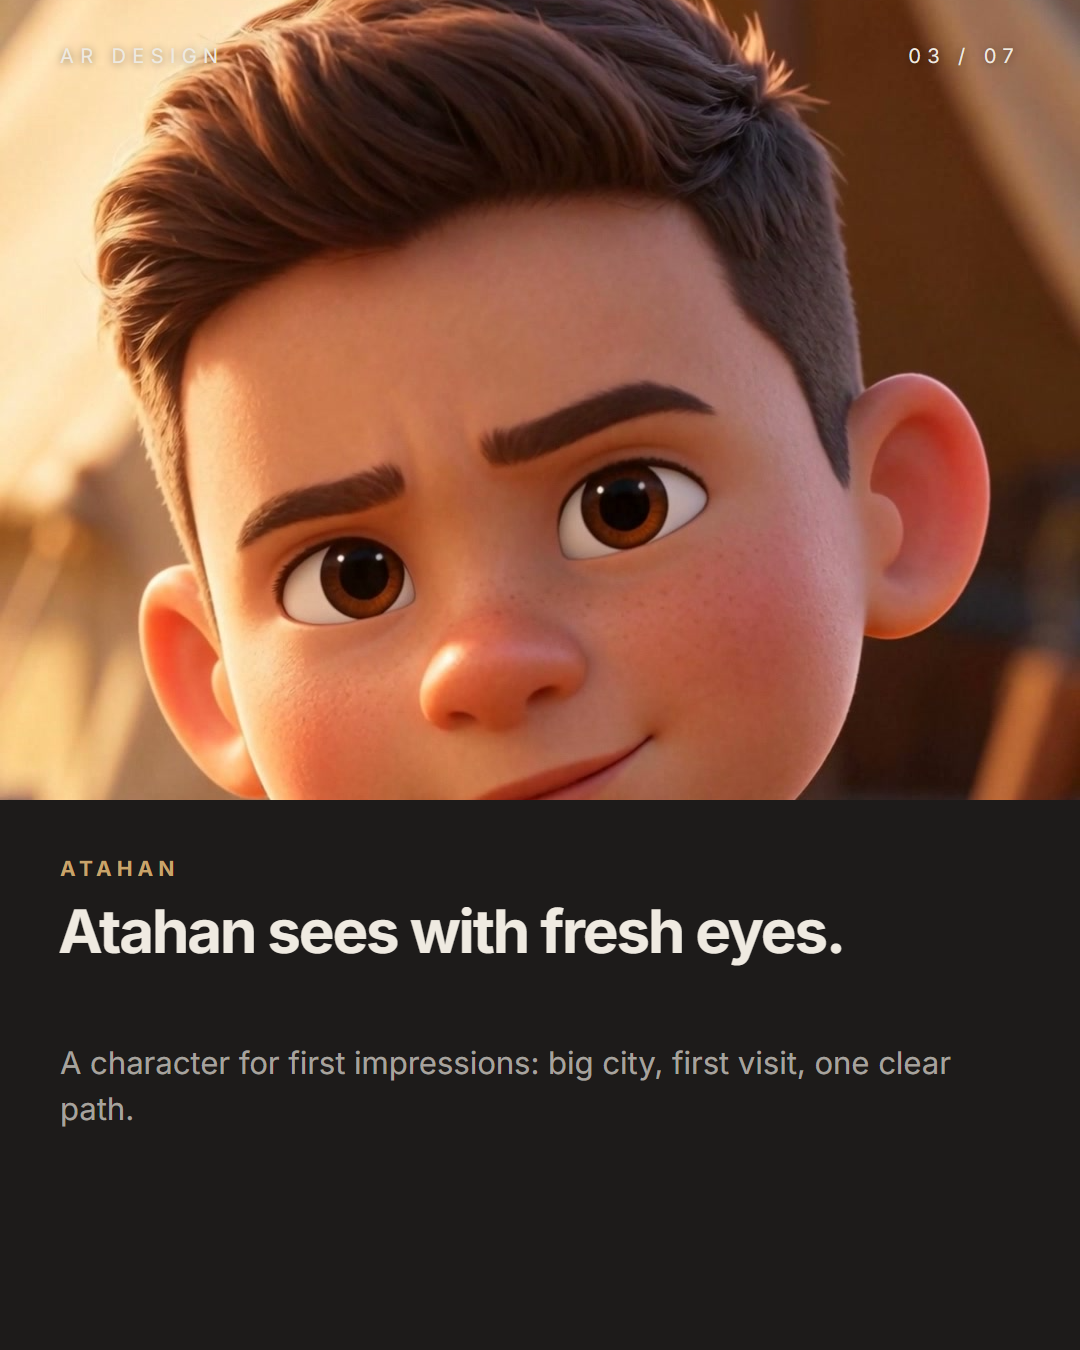 AR DESIGN
03 / 07
ATAHAN
Atahan sees with fresh eyes.
A character for first impressions: big city, first visit, one clear
path.